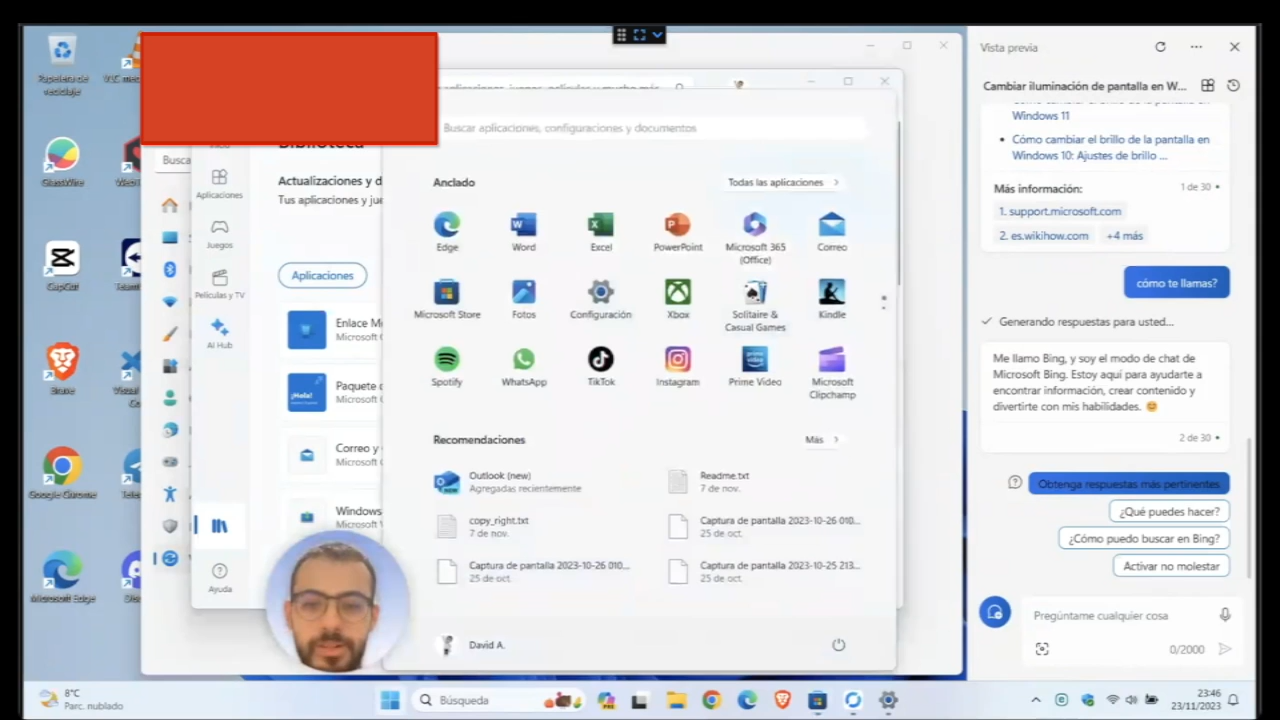 Papelera de
reciclaje
GlassWire
CapCut
Brave
Google Chrome
Microsoft Edge
Busca
Biblioteca
Actualizaciones y d
Tus aplicaciones y jue
Aplicaciones
Juegos
Películas y TV
AI Hub
Ayuda
Aplicaciones
Enlace M
Microsoft
Paquete d
Microsoft
¡Hola!
Correo y
Microsoft
Windows
Microsoft
Buscar aplicaciones, configuraciones y documentos
Anclado
Todas las aplicaciones
Edge
Word
Excel
PowerPoint
Microsoft 365
(Office)
Correo
Microsoft Store
Fotos
Configuración
Xbox
Solitaire &
Casual Games
Kindle
Spotify
WhatsApp
TikTok
Instagram
Prime Video
Microsoft
Clipchamp
Recomendaciones
Más
Outlook (new)
Agregadas recientemente
Readme.txt
7 de nov.
copy_right.txt
7 de nov.
Captura de pantalla 2023-10-26 010...
25 de oct.
Captura de pantalla 2023-10-26 010...
25 de oct.
Captura de pantalla 2023-10-25 213...
25 de oct.
David A.
Vista previa
Cambiar iluminación de pantalla en W...
Windows 11
Cómo cambiar el brillo de la pantalla en
Windows 10: Ajustes de brillo ...
Más información:
1 de 30
1. support.microsoft.com
2. es.wikihow.com
+4 más
cómo te llamas?
Generando respuestas para usted...
Me llamo Bing, y soy el modo de chat de
Microsoft Bing. Estoy aquí para ayudarte a
encontrar información, crear contenido y
divertirte con mis habilidades. 😊
2 de 30
Obtenga respuestas más pertinentes
¿Qué puedes hacer?
¿Cómo puedo buscar en Bing?
Activar no molestar
Pregúntame cualquier cosa
0/2000
8°C
Parc. nublado
Búsqueda
23:46
23/11/2023